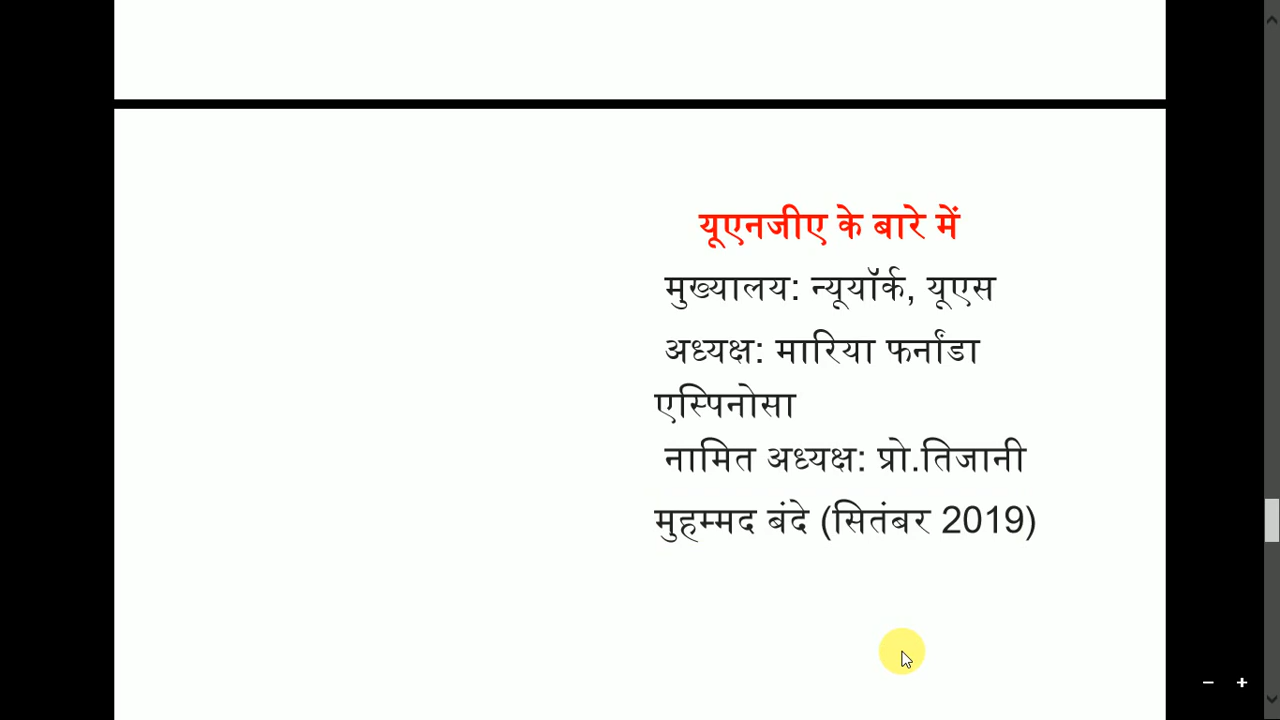 यूएनजीए के बारे में
मुख्यालय: न्यूयॉर्क, यूएस
अध्यक्ष: मारिया फर्नांडा
एस्पिनोसा
नामित अध्यक्ष: प्रो.तिजानी
मुहम्मद बंदे (सितंबर 2019)